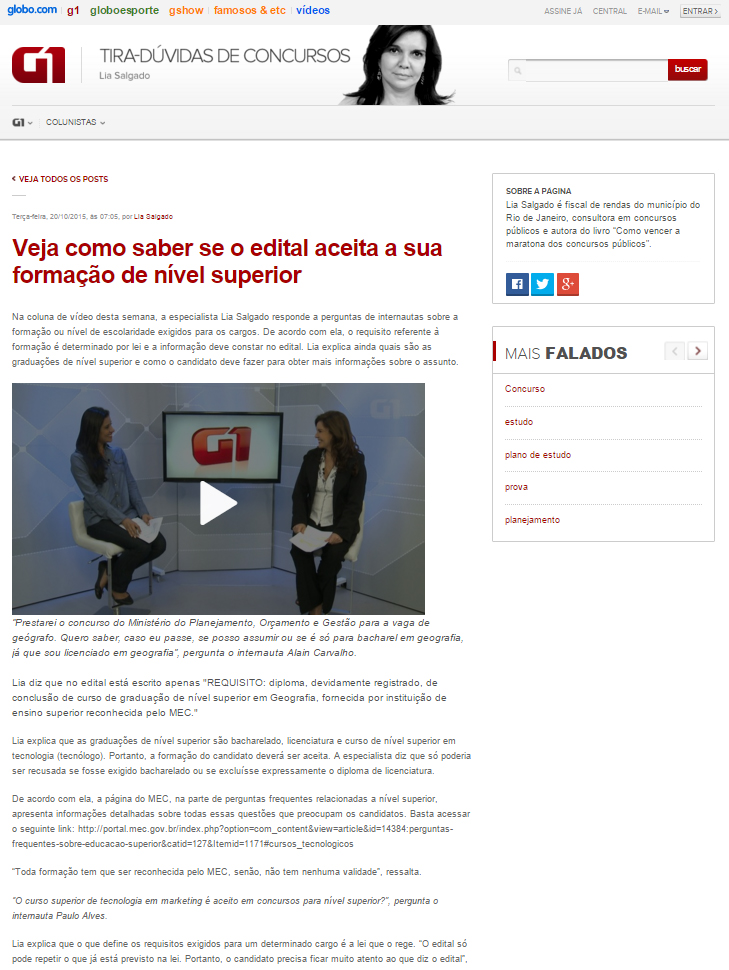 globo.com g1 globoesporte gshow famosos & etc vídeos
ASSINE JÁ CENTRAL E-MAIL ENTRAR ›
G1
TIRA-DÚVIDAS DE CONCURSOS
Lia Salgado
buscar
G1 COLUNISTAS
VEJA TODOS OS POSTS
Terça-feira, 20/10/2015, às 07:05, por Lia Salgado
Veja como saber se o edital aceita a sua
formação de nível superior
Na coluna de vídeo desta semana, a especialista Lia Salgado responde a perguntas de internautas sobre a
formação ou nível de escolaridade exigidos para os cargos. De acordo com ela, o requisito referente à
formação é determinado por lei e a informação deve constar no edital. Lia explica ainda quais são as
graduações de nível superior e como o candidato deve fazer para obter mais informações sobre o assunto.
G1
G1
"Prestarei o concurso do Ministério do Planejamento, Orçamento e Gestão para a vaga de
geógrafo. Quero saber, caso eu passe, se posso assumir ou se é só para bacharel em geografia,
já que sou licenciado em geografia", pergunta o internauta Alain Carvalho.
Lia diz que no edital está escrito apenas "REQUISITO: diploma, devidamente registrado, de
conclusão de curso de graduação de nível superior em Geografia, fornecida por instituição de
ensino superior reconhecida pelo MEC."
Lia explica que as graduações de nível superior são bacharelado, licenciatura e curso de nível superior em
tecnologia (tecnólogo). Portanto, a formação do candidato deverá ser aceita. A especialista diz que só poderia
ser recusada se fosse exigido bacharelado ou se excluísse expressamente o diploma de licenciatura.
De acordo com ela, a página do MEC, na parte de perguntas frequentes relacionadas a nível superior,
apresenta informações detalhadas sobre todas essas questões que preocupam os candidatos. Basta acessar
o seguinte link: http://portal.mec.gov.br/index.php?option=com_content&view=article&id=14384:perguntas-
frequentes-sobre-educacao-superior&catid=127&Itemid=1171#cursos_tecnologicos
"Toda formação tem que ser reconhecida pelo MEC, senão, não tem nenhuma validade", ressalta.
"O curso superior de tecnologia em marketing é aceito em concursos para nível superior?", pergunta o
internauta Paulo Alves.
Lia explica que o que define os requisitos exigidos para um determinado cargo é a lei que o rege. "O edital só
pode repetir o que já está previsto na lei. Portanto, o candidato precisa ficar muito atento ao que diz o edital",
SOBRE A PÁGINA
Lia Salgado é fiscal de rendas do município do
Rio de Janeiro, consultora em concursos
públicos e autora do livro "Como vencer a
maratona dos concursos públicos".
MAIS FALADOS
Concurso
estudo
plano de estudo
prova
planejamento